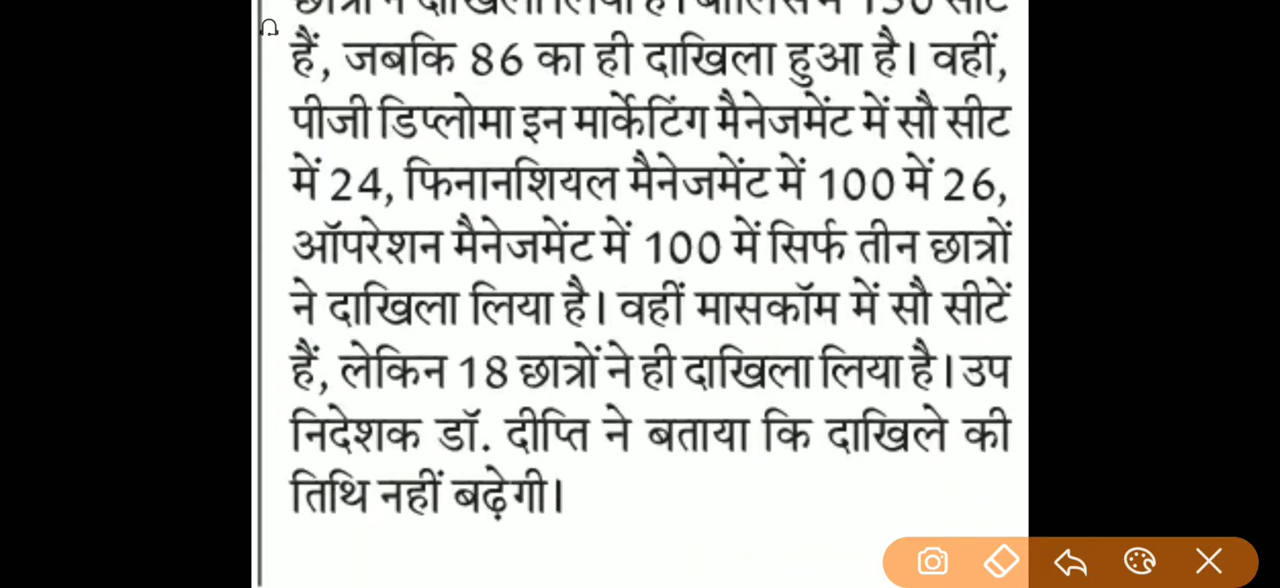 छात्रों ने दाखिला लिया है। बीलिस में 150 सीट
हैं, जबकि 86 का ही दाखिला हुआ है। वहीं,
पीजी डिप्लोमा इन मार्केटिंग मैनेजमेंट में सौ सीट
में 24, फिनानशियल मैनेजमेंट में 100 में 26,
ऑपरेशन मैनेजमेंट में 100 में सिर्फ तीन छात्रों
ने दाखिला लिया है। वहीं मासकॉम में सौ सीटें
हैं, लेकिन 18 छात्रों ने ही दाखिला लिया है। उप
निदेशक डॉ. दीप्ति ने बताया कि दाखिले की
तिथि नहीं बढ़ेगी।